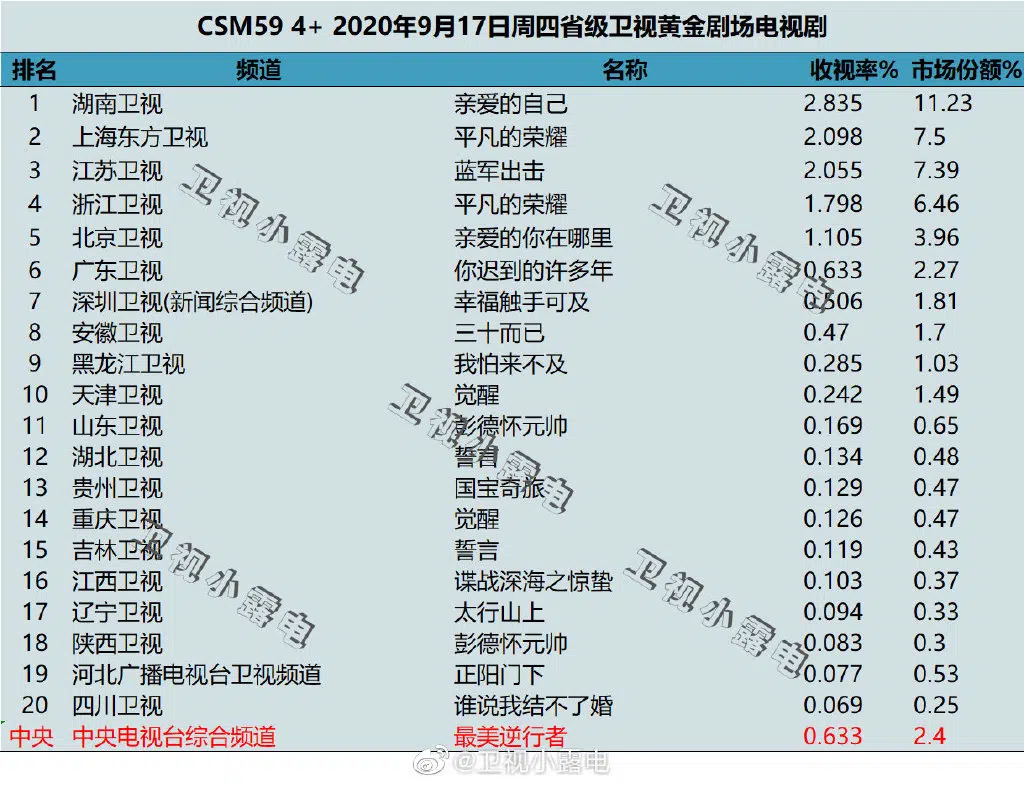 CSM59 4+ 2020年9月17日周四省级卫视黄金剧场电视剧
排名 频道 名称 收视率% 市场份额%
1 湖南卫视 亲爱的自己 2.835 11.23
2 上海东方卫视 平凡的荣耀 2.098 7.5
3 江苏卫视 蓝军出击 2.055 7.39
4 浙江卫视 平凡的荣耀 1.798 6.46
5 北京卫视 亲爱的你在哪里 1.105 3.96
6 广东卫视 你迟到的许多年 0.633 2.27
7 深圳卫视(新闻综合频道) 幸福触手可及 0.506 1.81
8 安徽卫视 三十而已 0.47 1.7
9 黑龙江卫视 我怕来不及 0.285 1.03
10 天津卫视 觉醒 0.242 1.49
11 山东卫视 彭德怀元帅 0.169 0.65
12 湖北卫视 誓言 0.134 0.48
13 贵州卫视 国宝奇旅 0.129 0.47
14 重庆卫视 觉醒 0.126 0.47
15 吉林卫视 誓言 0.119 0.43
16 江西卫视 谍战深海之惊蛰 0.103 0.37
17 辽宁卫视 太行山上 0.094 0.33
18 陕西卫视 彭德怀元帅 0.083 0.3
19 河北广播电视台卫视频道 正阳门下 0.077 0.53
20 四川卫视 谁说我结不了婚 0.069 0.25
中央 中央电视台综合频道 最美逆行者 0.633 2.4
卫视小露电
卫视小露电
卫视小露电
卫视小露电
卫视小露电
@卫视小露电